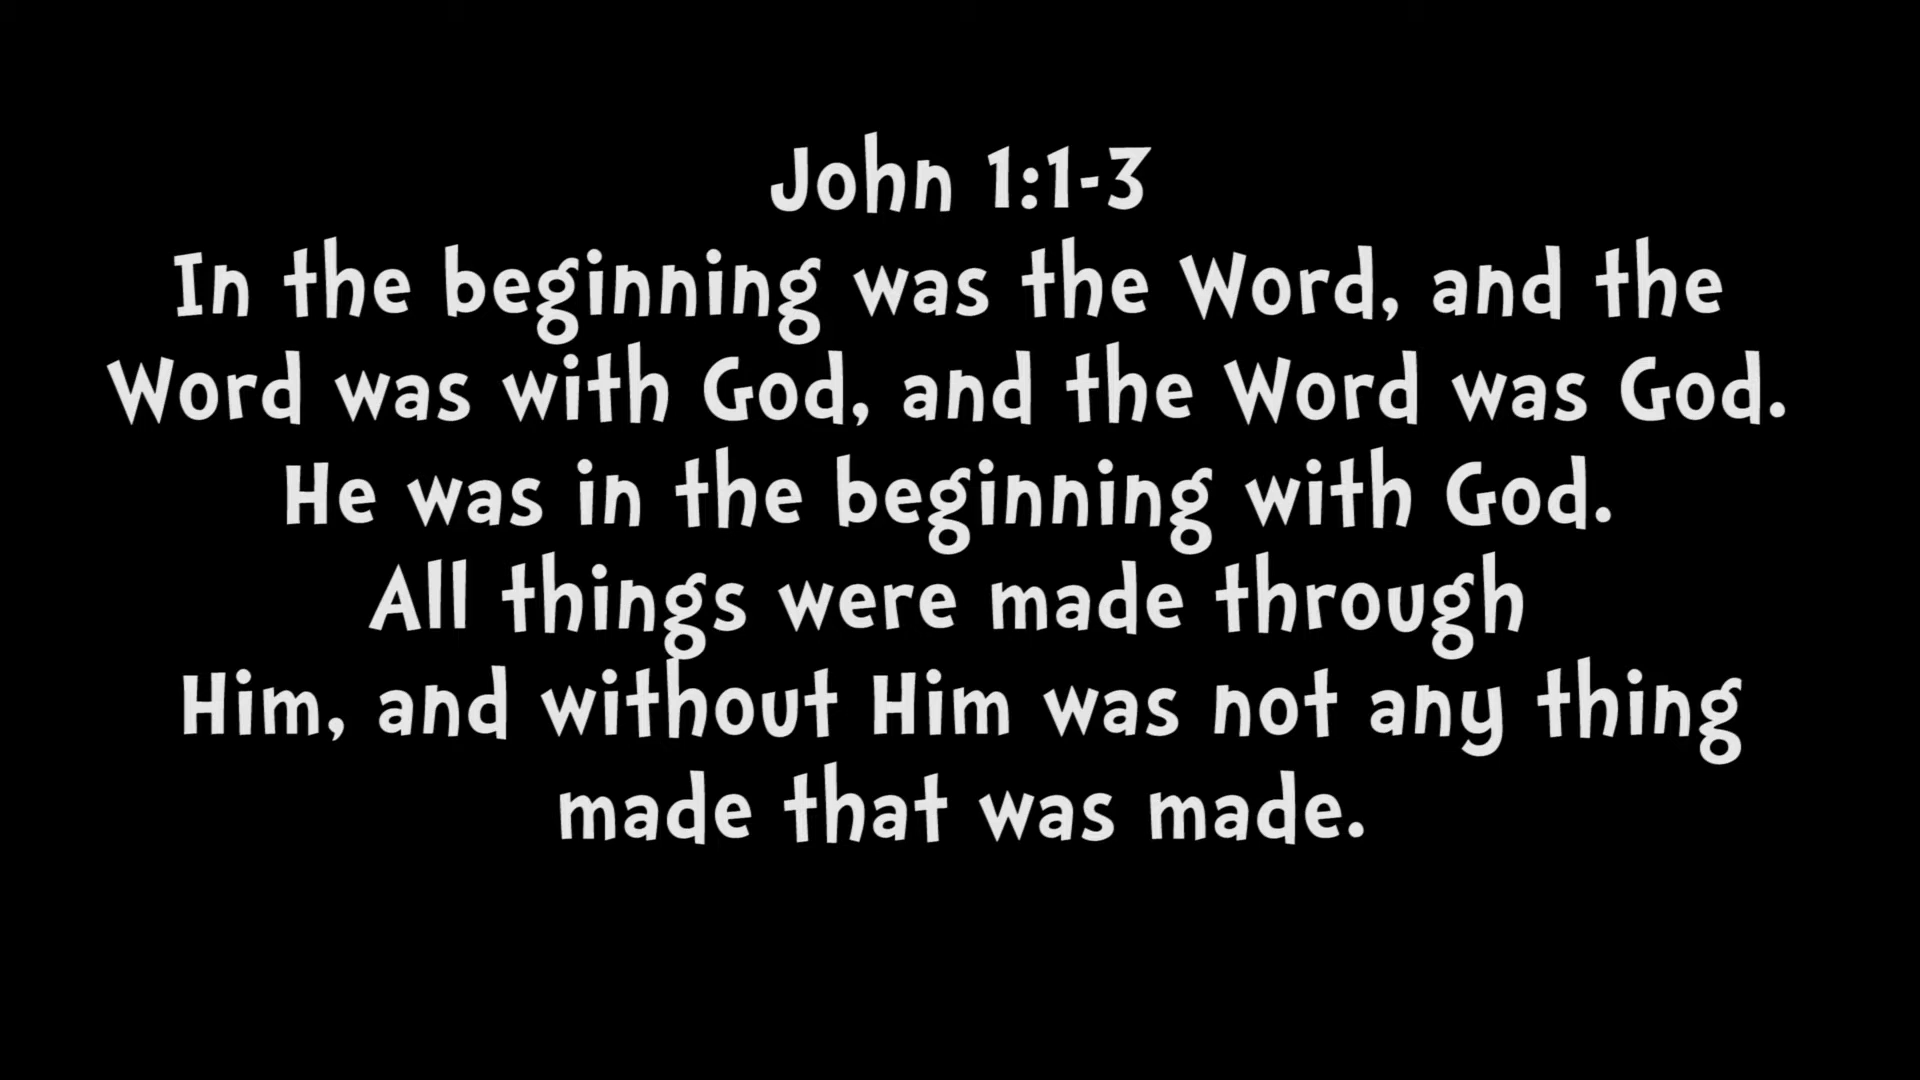 John 1:1-3
In the beginning was the Word, and the
Word was with God, and the Word was God.
He was in the beginning with God.
All things were made through
Him, and without Him was not any thing
made that was made.